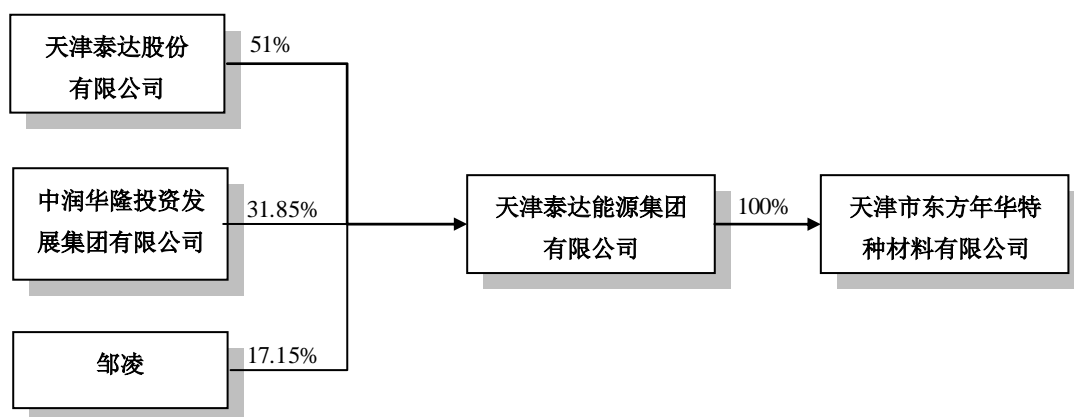 天津泰达股份
有限公司
51%
中润华隆投资发
展集团有限公司
31.85%
邹凌
17.15%
天津泰达能源集团
有限公司
100%
天津市东方年华特
种材料有限公司